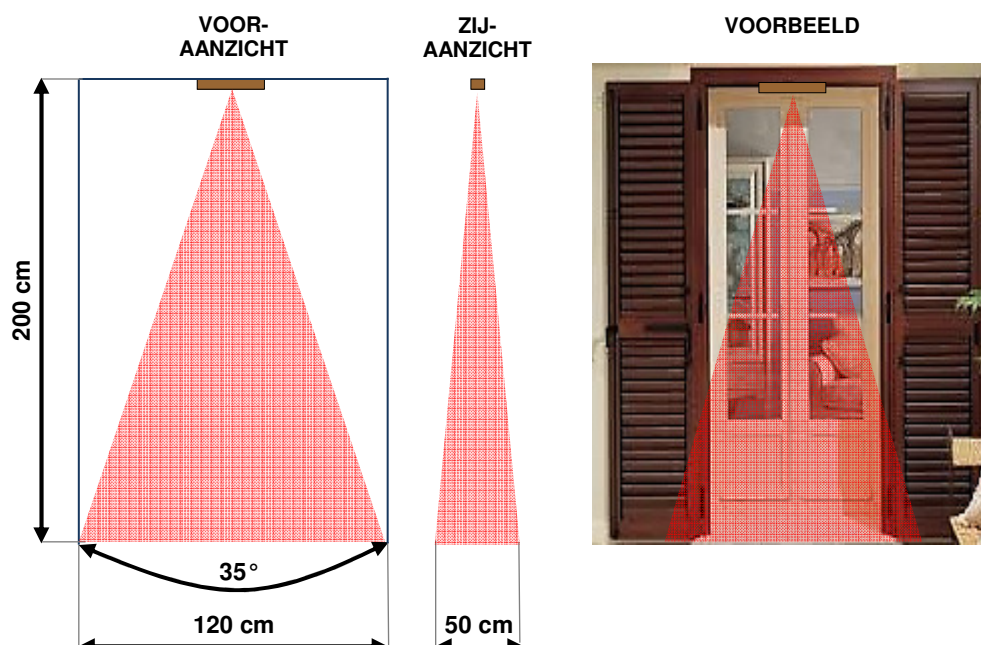 VOOR-
AANZICHT
ZIJ-
AANZICHT
VOORBEELD
200 cm
35°
120 cm
50 cm